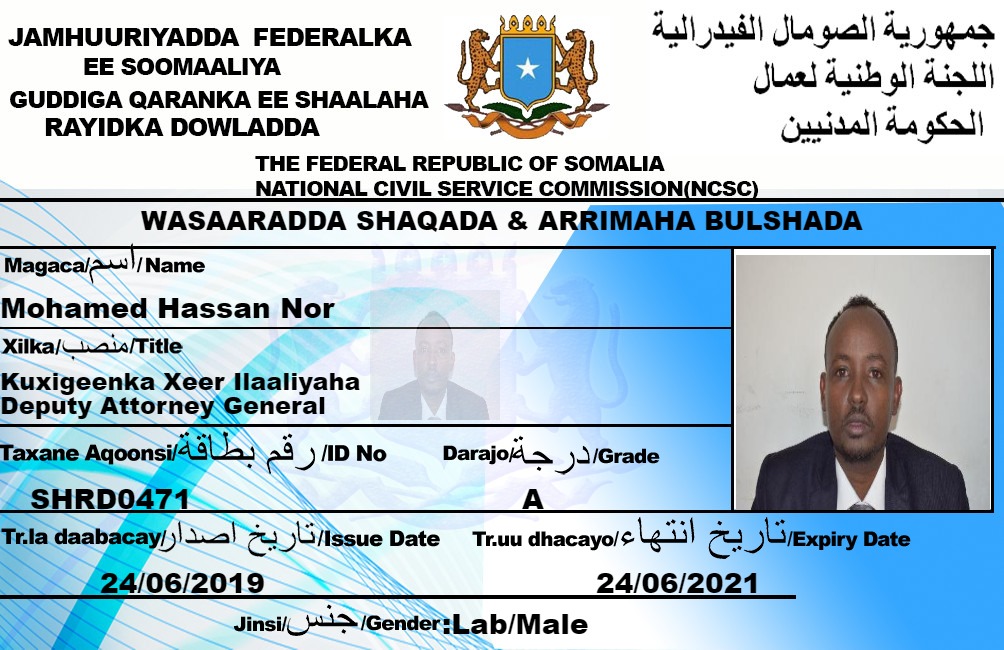 JAMHUURIYADDA FEDERALKA
EE SOOMAALIYA
GUDDIGA QARANKA EE SHAALAHA
RAYIDKA DOWLADDA
جمهورية الصومال الفيدرالية
اللجنة الوطنية لعمال
الحكومة المدنيين
THE FEDERAL REPUBLIC OF SOMALIA
NATIONAL CIVIL SERVICE COMMISSION(NCSC)
WASAARADDA SHAQADA & ARRIMAHA BULSHADA
Magaca/اسم/Name
Mohamed Hassan Nor
Xilka/منصب/Title
Kuxigeenka Xeer Ilaaliyaha
Deputy Attorney General
Taxane Aqoonsi/رقم بطاقة/ID No
Darajo/درجة/Grade
SHRD0471
A
Tr.la daabacay/تاريخ اصدار/Issue Date
Tr.uu dhacayo/تاريخ انتهاء/Expiry Date
24/06/2019
24/06/2021
Jinsi/جنس/Gender:Lab/Male